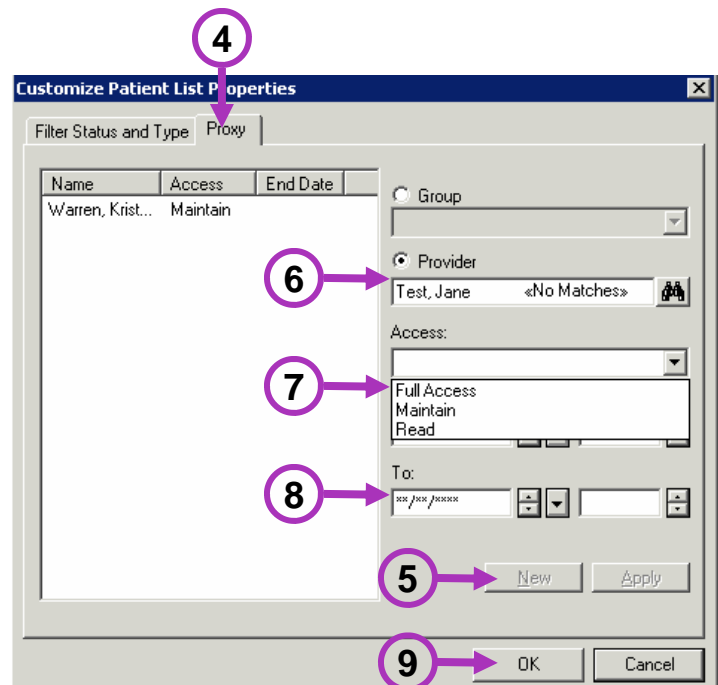 4
Customize Patient List Properties
Filter Status and Type Proxy
Name Access End Date
Warren, Krist... Maintain
Group
Provider
6
Test, Jane «No Matches»
Access:
7
Full Access
Maintain
Read
To:
8
**/**/****
5
New Apply
9
OK Cancel